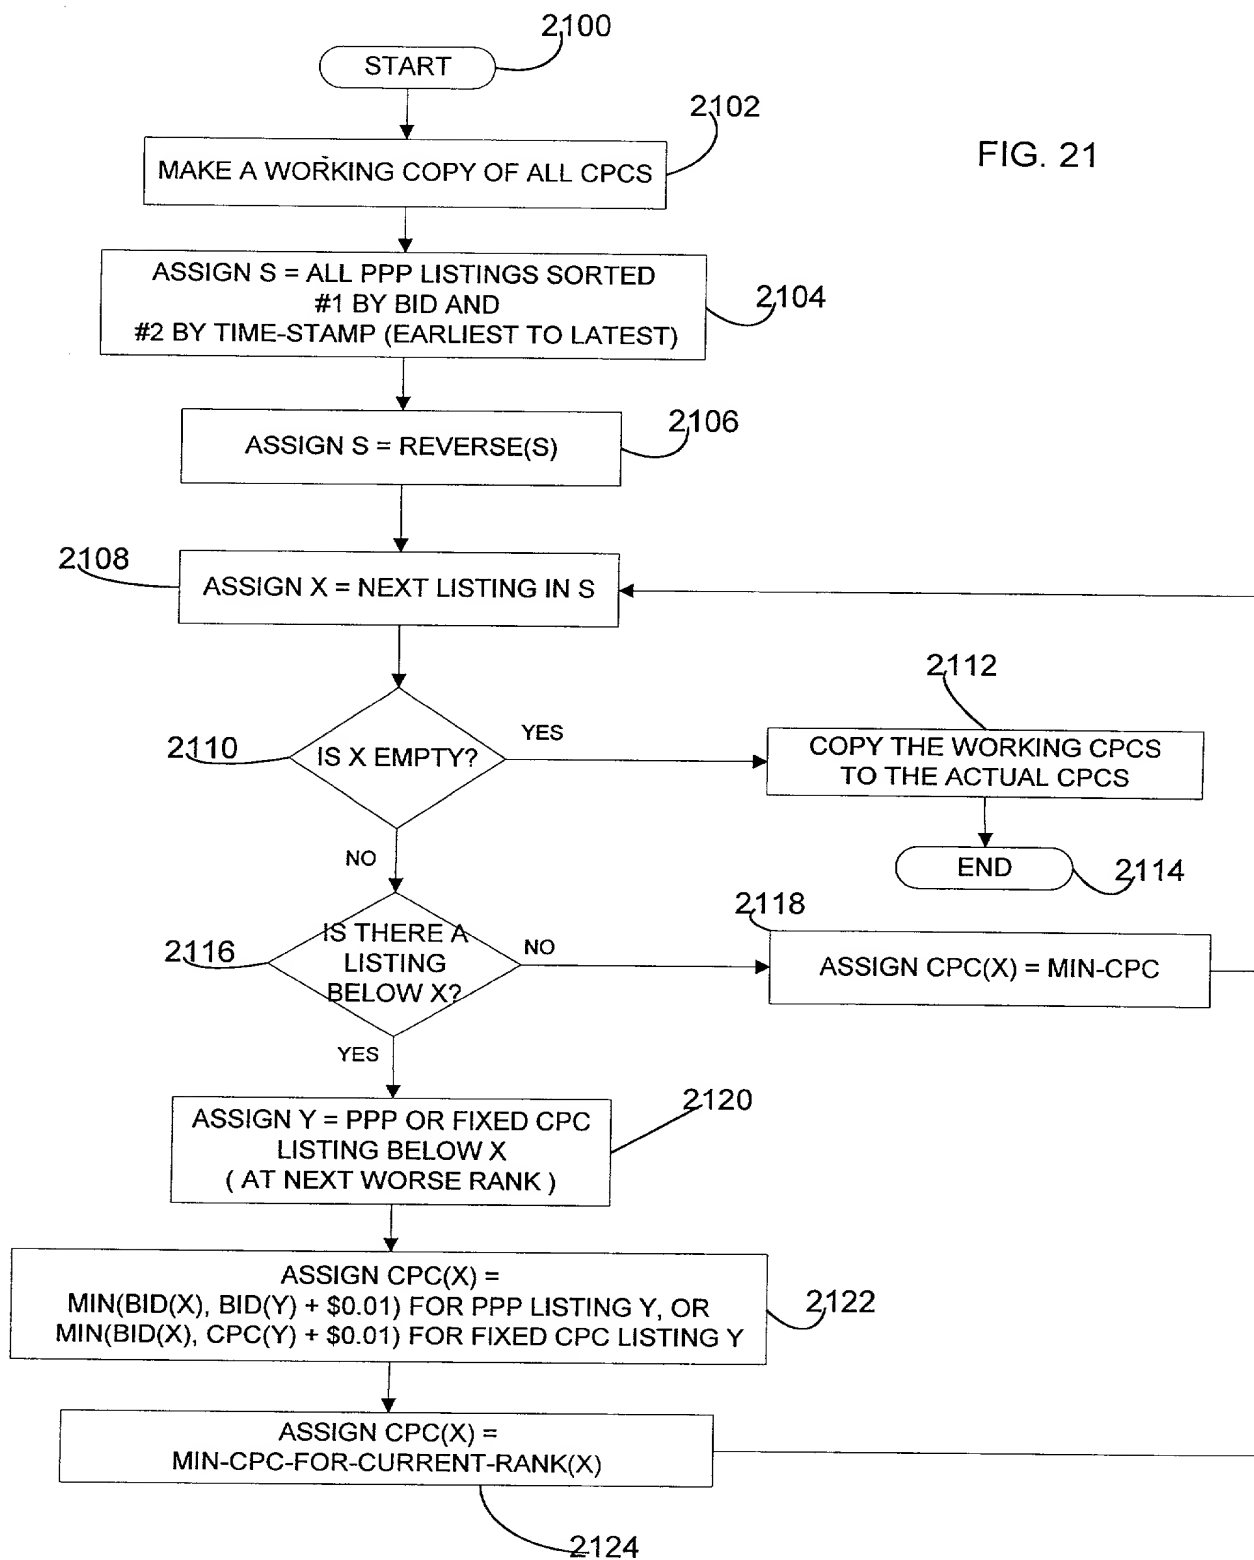 2100
START
2102
FIG. 21
MAKE A WORKING COPY OF ALL CPCS
ASSIGN S = ALL PPP LISTINGS SORTED
#1 BY BID AND
#2 BY TIME-STAMP (EARLIEST TO LATEST)
2104
ASSIGN S = REVERSE(S)
2106
2108
ASSIGN X = NEXT LISTING IN S
2110
IS X EMPTY?
YES
2112
COPY THE WORKING CPCS
TO THE ACTUAL CPCS
NO
END
2114
2116
IS THERE A
LISTING
BELOW X?
NO
2118
ASSIGN CPC(X) = MIN-CPC
YES
2120
ASSIGN Y = PPP OR FIXED CPC
LISTING BELOW X
( AT NEXT WORSE RANK )
ASSIGN CPC(X) =
MIN(BID(X), BID(Y) + $0.01) FOR PPP LISTING Y, OR
MIN(BID(X), CPC(Y) + $0.01) FOR FIXED CPC LISTING Y
2122
ASSIGN CPC(X) =
MIN-CPC-FOR-CURRENT-RANK(X)
2124